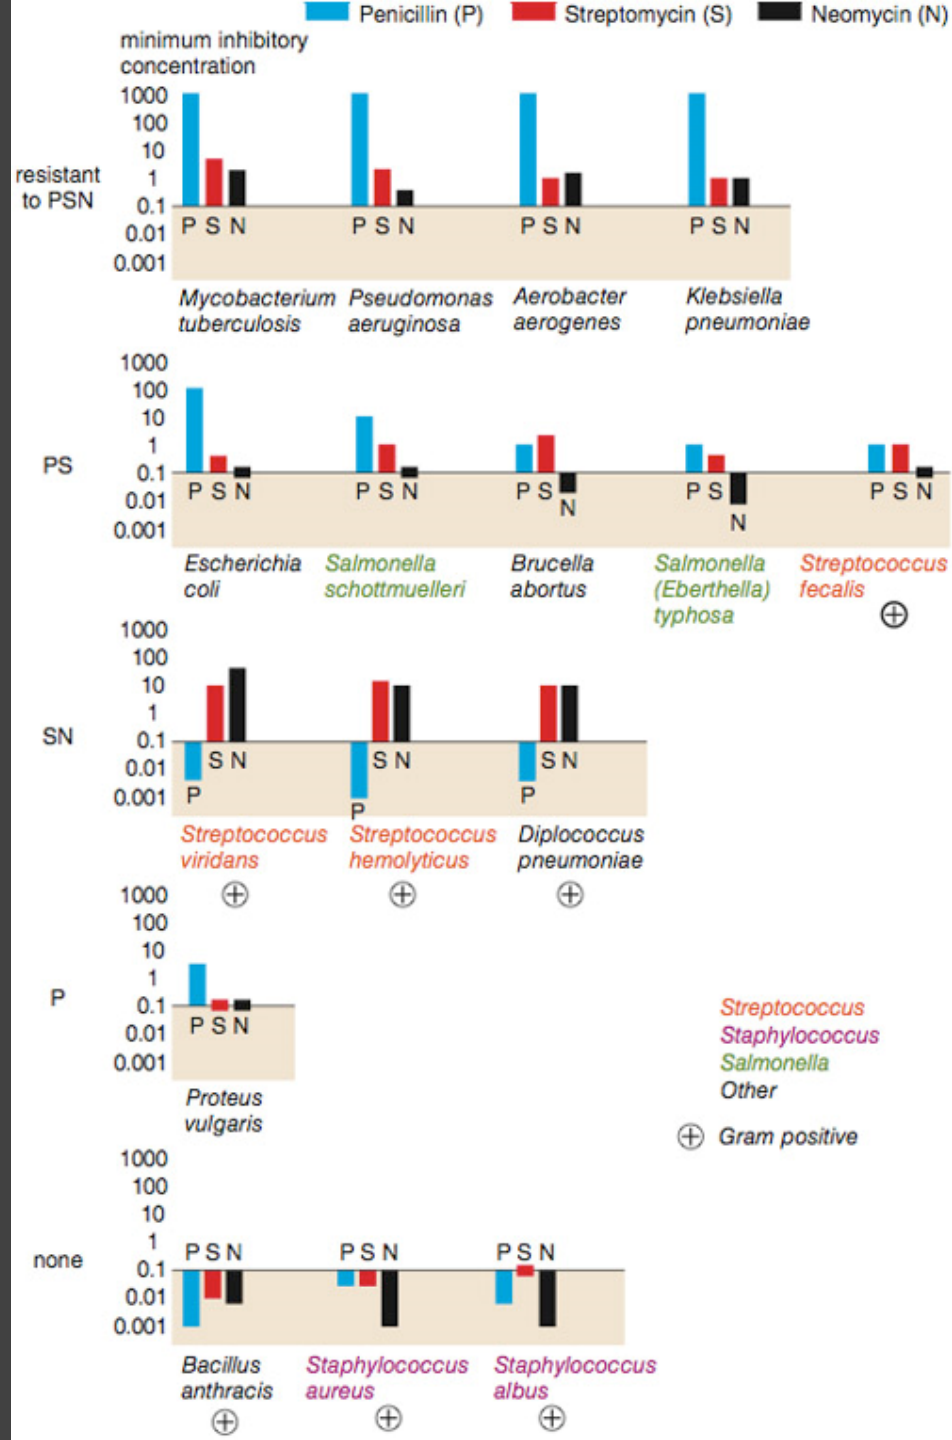 Penicillin (P) Streptomycin (S) Neomycin (N)
minimum inhibitory
concentration
1000
100
10
1
0.1
0.01
0.001
resistant
to PSN
P S N P S N P S N P S N
Mycobacterium Pseudomonas Aerobacter Klebsiella
tuberculosis aeruginosa aerogenes pneumoniae
1000
100
10
1
0.1
0.01
0.001
PS
P S N P S N P S N P S N P S N
Escherichia Salmonella Brucella Salmonella Streptococcus
coli schottmuelleri abortus (Eberthella) fecalis
typhosa
1000
100
10
1
0.1
0.01
0.001
SN
P S N P S N P S N
Streptococcus Streptococcus Diplococcus
viridans hemolyticus pneumoniae
1000
100
10
1
0.1
0.01
0.001
P
P S N
Proteus
vulgaris
Streptococcus
Staphylococcus
Salmonella
Other
Gram positive
1000
100
10
1
0.1
0.01
0.001
none
P S N P S N P S N
Bacillus Staphylococcus Staphylococcus
anthracis aureus albus